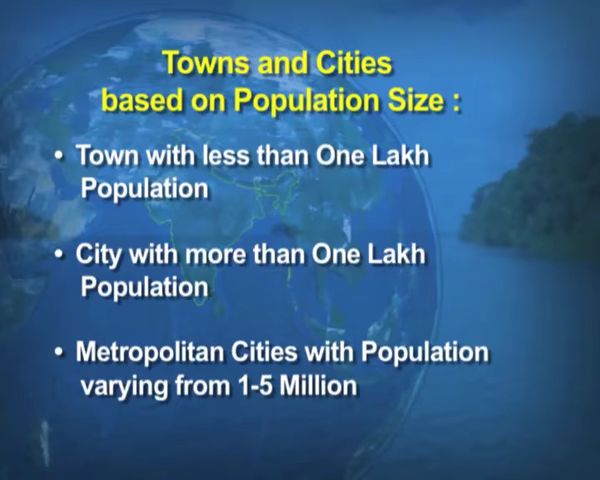 Towns and Cities
based on Population Size :
• Town with less than One Lakh
Population
• City with more than One Lakh
Population
• Metropolitan Cities with Population
varying from 1-5 Million